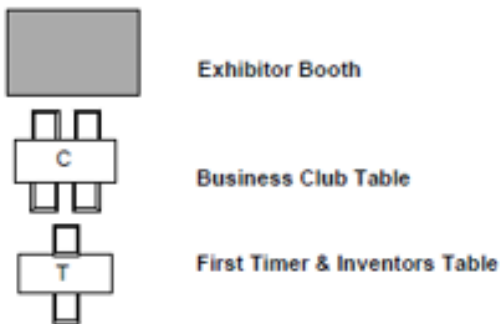 Exhibitor Booth
C
Business Club Table
T
First Timer & Inventors Table